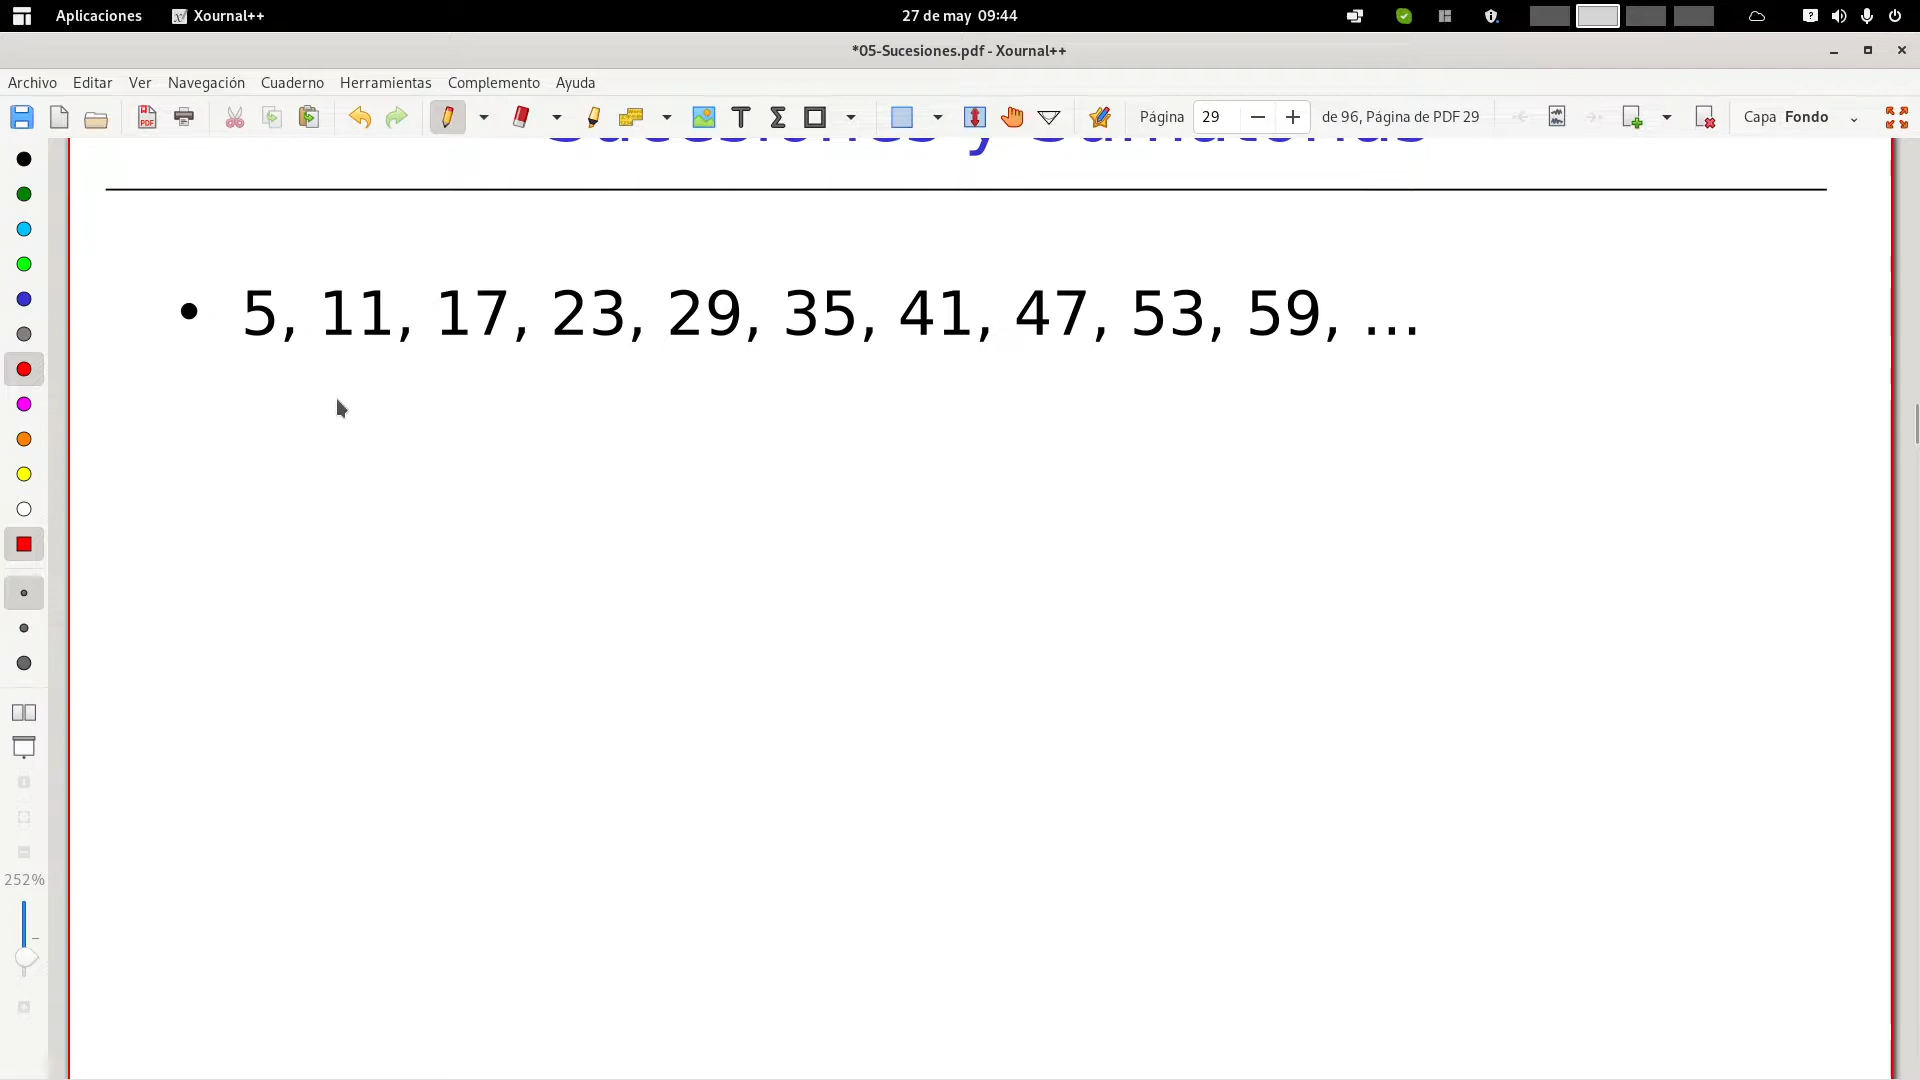 Aplicaciones Xournal++ 27 de may 09:44
*05-Sucesiones.pdf - Xournal++
Archivo Editar Ver Navegación Cuaderno Herramientas Complemento Ayuda
Página 29 de 96, Página de PDF 29 Capa Fondo
Sucesiones y Sumatorias
• 5, 11, 17, 23, 29, 35, 41, 47, 53, 59, ...
252%